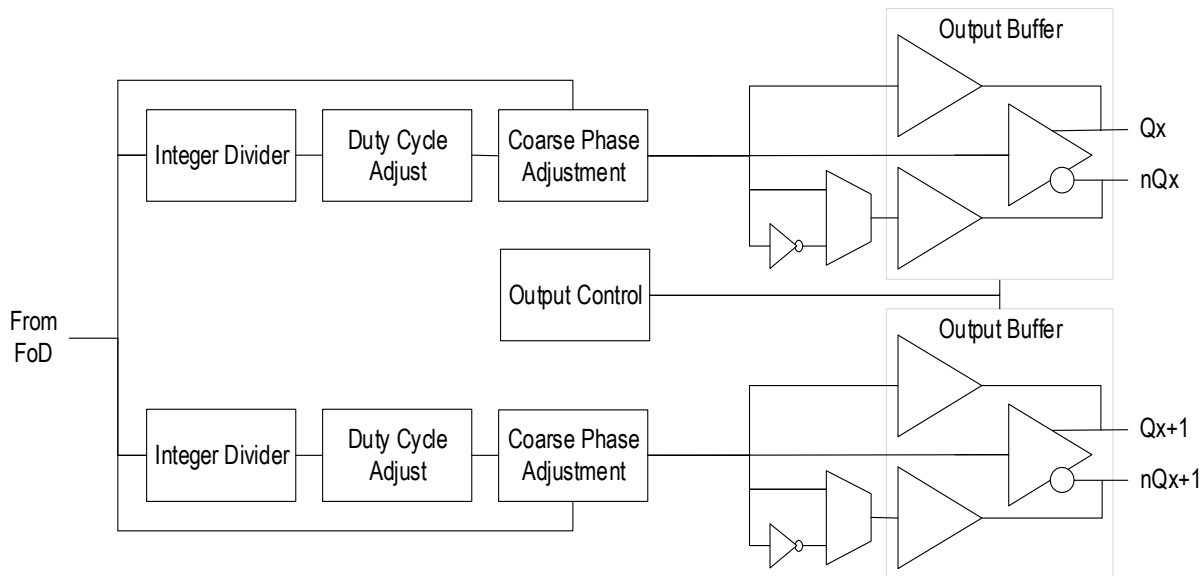 Output Buffer
Qx
Integer Divider
Duty Cycle
Adjust
Coarse Phase
Adjustment
nQx
Output Control
From
FoD
Output Buffer
Qx+1
Integer Divider
Duty Cycle
Adjust
Coarse Phase
Adjustment
nQx+1